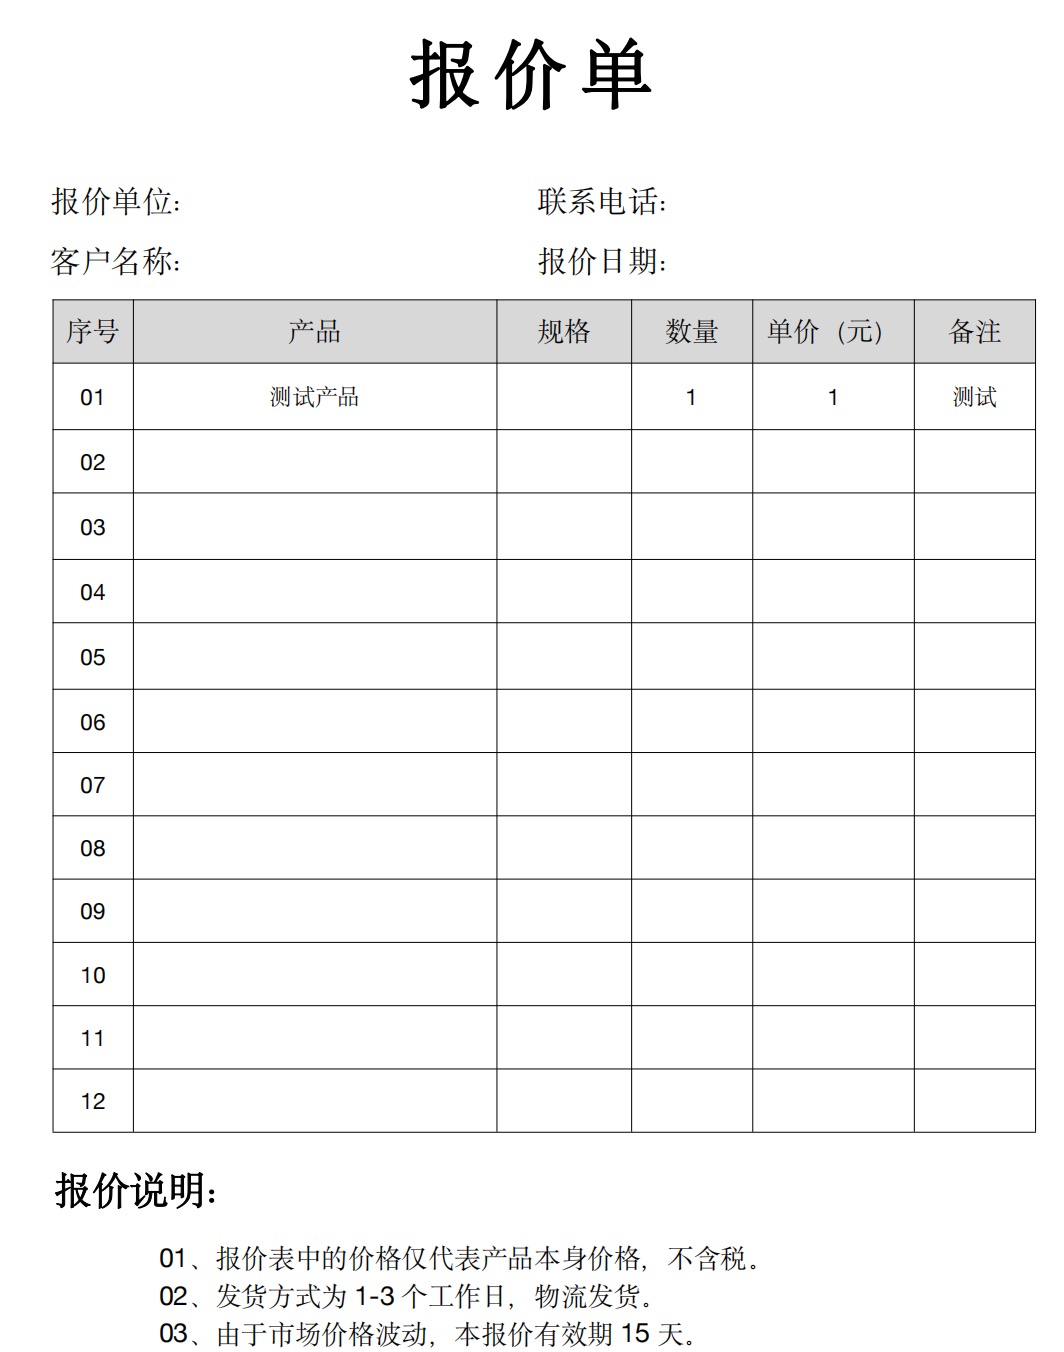 报价单
报价单位: 联系电话:
客户名称: 报价日期:
序号 产品 规格 数量 单价（元） 备注
01 测试产品 1 1 测试
02
03
04
05
06
07
08
09
10
11
12
报价说明:
01、报价表中的价格仅代表产品本身价格，不含税。
02、发货方式为 1-3 个工作日，物流发货。
03、由于市场价格波动，本报价有效期 15 天。